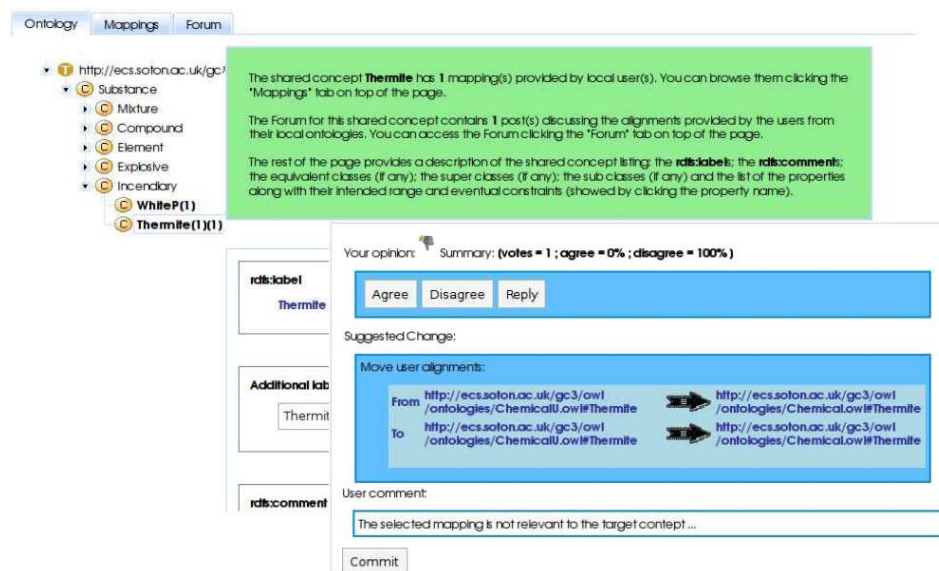 Ontology Mappings Forum
http://ecs.soton.ac.uk/gc
Substance
Mixture
Compound
Element
Explosive
Incendiary
WhiteP(1)
Thermite(1)(1)
The shared concept Thermite has 1 mapping(s) provided by local user(s). You can browse them clicking the
"Mappings" tab on top of the page.
The Forum for this shared concept contains 1 post(s) discussing the alignments provided by the users from
their local ontologies. You can access the Forum clicking the "Forum" tab on top of the page.
The rest of the page provides a description of the shared concept listing: the rdfs:labels; the rdfs:comments;
the equivalent classes (if any); the super classes (if any); the sub classes (if any) and the list of the properties
along with their intended range and eventual constraints (showed by clicking the property name).
rdfs:label
Thermite
Additional lab
Thermit
rdfs:comment
Your opinion: Summary: (votes = 1 ; agree = 0% ; disagree = 100% )
Agree Disagree Reply
Suggested Change:
Move user alignments:
From http://ecs.soton.ac.uk/gc3/owl http://ecs.soton.ac.uk/gc3/owl
/ontologies/ChemicalU.owl#Thermite /ontologies/Chemical.owl#Thermite
To http://ecs.soton.ac.uk/gc3/owl http://ecs.soton.ac.uk/gc3/owl
/ontologies/ChemicalU.owl#Thermite /ontologies/Chemical.owl#Thermite
User comment:
The selected mapping is not relevant to the target contept ...
Commit